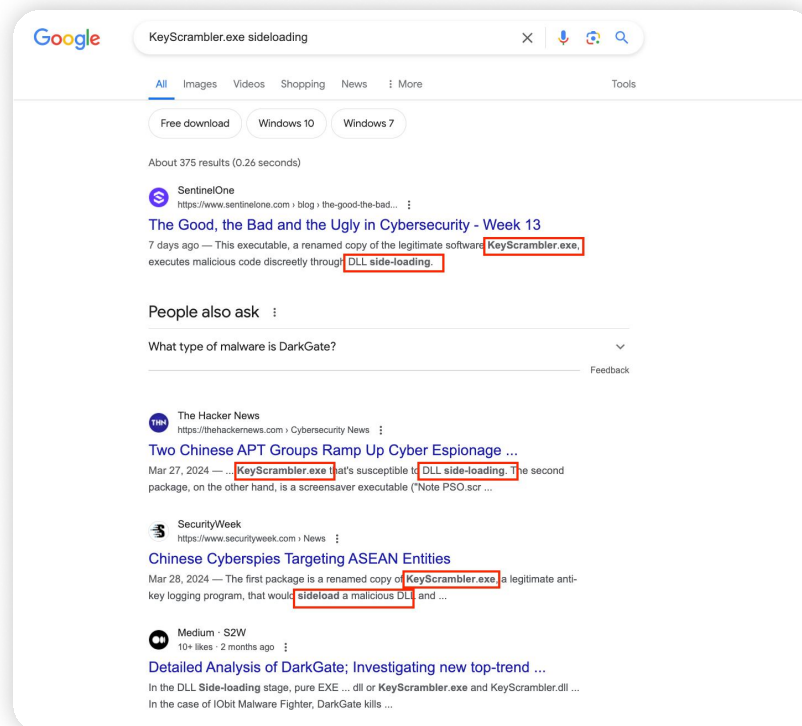 Google
KeyScrambler.exe sideloading
All Images Videos Shopping News More Tools
Free download Windows 10 Windows 7
About 375 results (0.26 seconds)
SentinelOne
https://www.sentinelone.com › blog › the-good-the-bad...
The Good, the Bad and the Ugly in Cybersecurity - Week 13
7 days ago — This executable, a renamed copy of the legitimate software KeyScrambler.exe,
executes malicious code discreetly through DLL side-loading.
People also ask
What type of malware is DarkGate?
Feedback
THN
The Hacker News
https://thehackernews.com › Cybersecurity News
Two Chinese APT Groups Ramp Up Cyber Espionage ...
Mar 27, 2024 — ... KeyScrambler.exe that's susceptible to DLL side-loading. The second
package, on the other hand, is a screensaver executable ("Note PSO.scr ...
SecurityWeek
https://www.securityweek.com › News
Chinese Cyberspies Targeting ASEAN Entities
Mar 28, 2024 — The first package is a renamed copy of KeyScrambler.exe, a legitimate anti-
key logging program, that would sideload a malicious DLL and ...
Medium · S2W
10+ likes · 2 months ago
Detailed Analysis of DarkGate; Investigating new top-trend ...
In the DLL Side-loading stage, pure EXE ... dll or KeyScrambler.exe and KeyScrambler.dll ...
In the case of IObit Malware Fighter, DarkGate kills ...